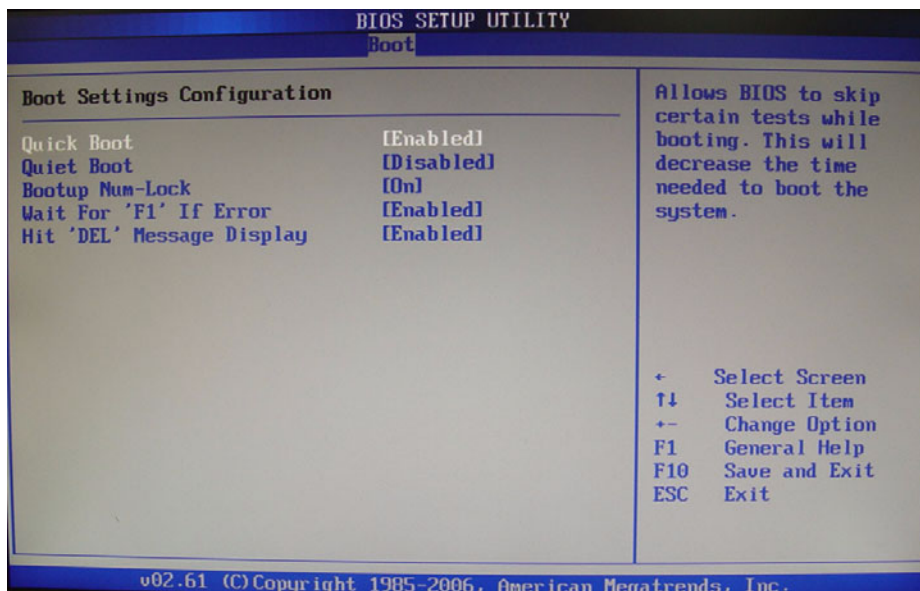 BIOS SETUP UTILITY
Boot
Boot Settings Configuration
Quick Boot [Enabled]
Quiet Boot [Disabled]
Bootup Num-Lock [On]
Wait For 'F1' If Error [Enabled]
Hit 'DEL' Message Display [Enabled]
Allows BIOS to skip
certain tests while
booting. This will
decrease the time
needed to boot the
system.
← Select Screen
↑↓ Select Item
+- Change Option
F1 General Help
F10 Save and Exit
ESC Exit
v02.61 (C)Copyright 1985-2006, American Megatrends, Inc.